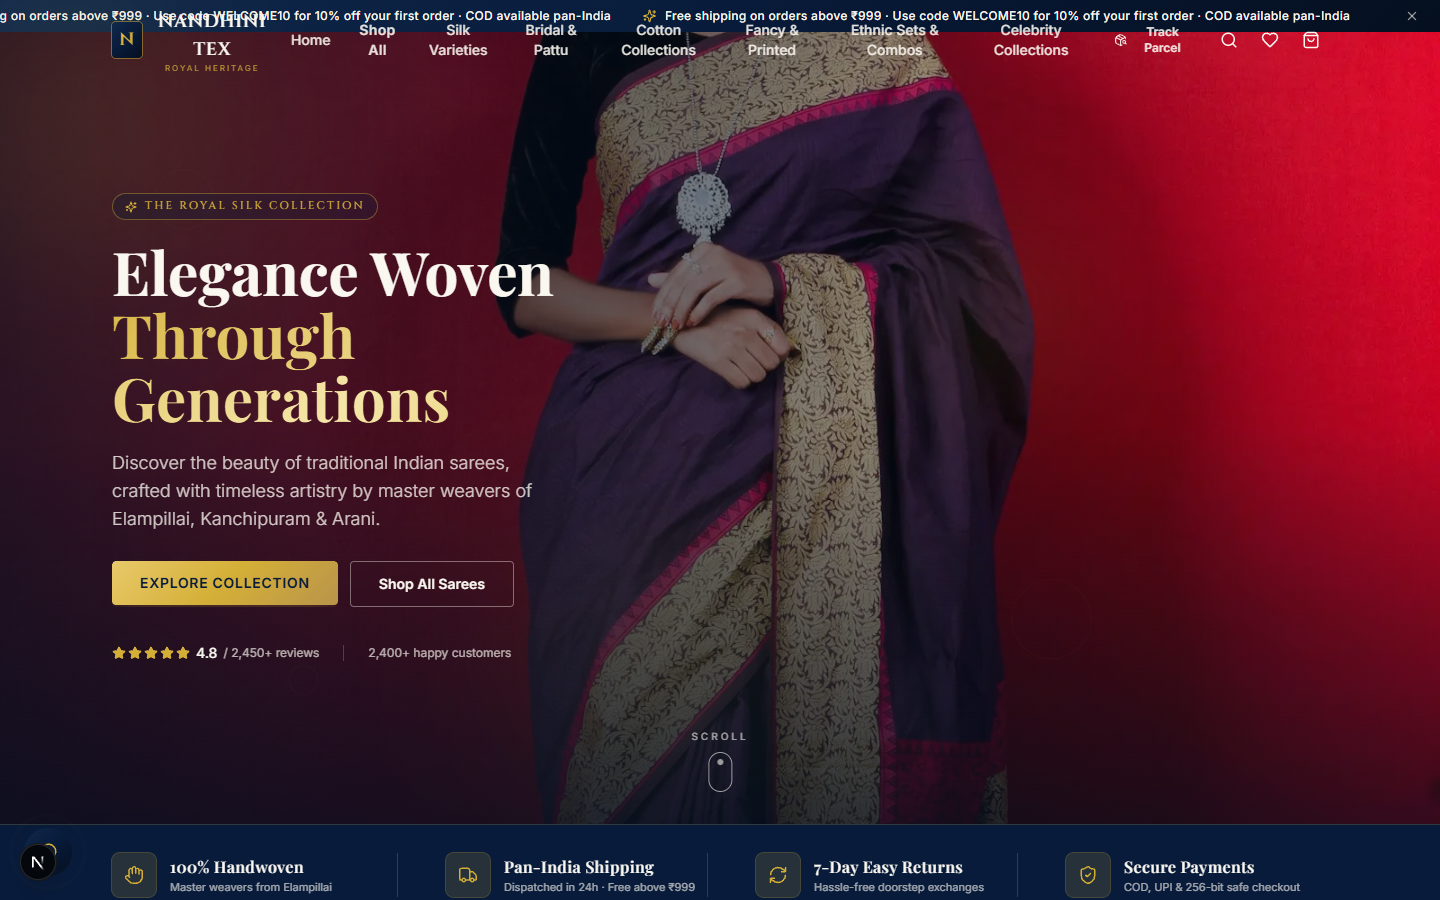 g on orders above ₹999 · Use code WELCOME10 for 10% off your first order · COD available pan-India
Free shipping on orders above ₹999 · Use code WELCOME10 for 10% off your first order · COD available pan-India
N
NANDHINI
TEX
ROYAL HERITAGE
Home
Shop
All
Silk
Varieties
Bridal &
Pattu
Cotton
Collections
Fancy &
Printed
Ethnic Sets &
Combos
Celebrity
Collections
Track
Parcel
THE ROYAL SILK COLLECTION
Elegance Woven
Through
Generations
Discover the beauty of traditional Indian sarees,
crafted with timeless artistry by master weavers of
Elampillai, Kanchipuram & Arani.
EXPLORE COLLECTION
Shop All Sarees
4.8 / 2,450+ reviews
2,400+ happy customers
SCROLL
N
100% Handwoven
Master weavers from Elampillai
Pan-India Shipping
Dispatched in 24h · Free above ₹999
7-Day Easy Returns
Hassle-free doorstep exchanges
Secure Payments
COD, UPI & 256-bit safe checkout